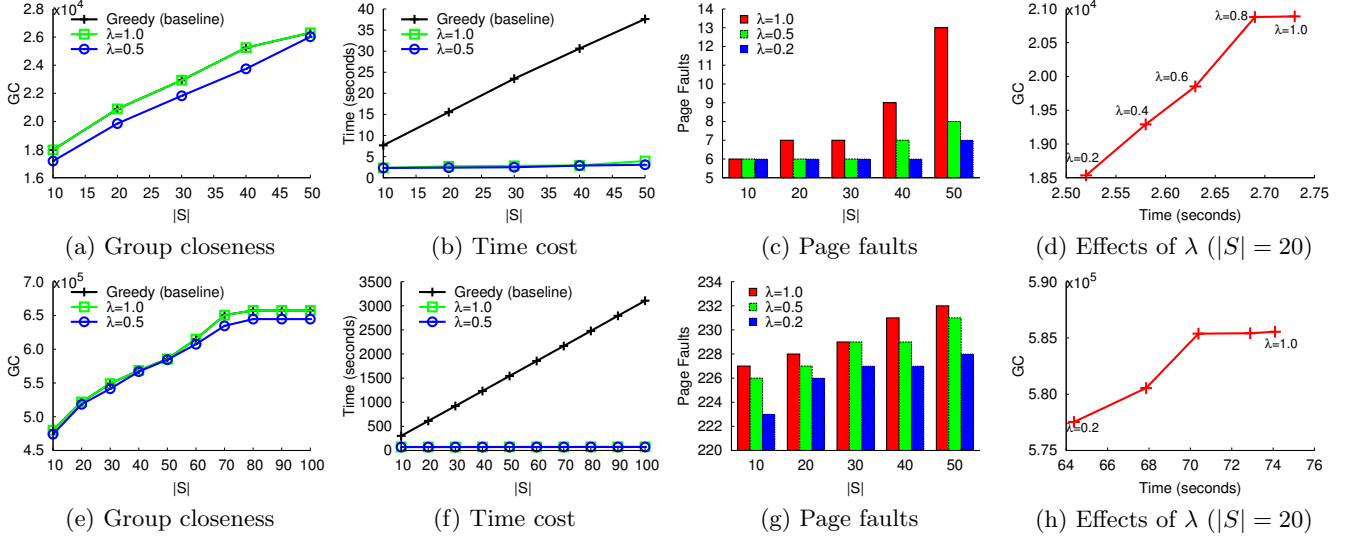 x10^4
2.8
2.6
2.4
2.2
2.0
1.8
1.6
GC
Greedy (baseline)
λ=1.0
λ=0.5
10 15 20 25 30 35 40 45 50
|S|
(a) Group closeness
40
35
30
25
20
15
10
5
0
Time (seconds)
Greedy (baseline)
λ=1.0
λ=0.5
10 15 20 25 30 35 40 45 50
|S|
(b) Time cost
14
13
12
11
10
9
8
7
6
5
Page Faults
λ=1.0
λ=0.5
λ=0.2
10 20 30 40 50
|S|
(c) Page faults
x10^4
2.10
2.05
2.00
1.95
1.90
1.85
GC
λ=0.2
λ=0.4
λ=0.6
λ=0.8
λ=1.0
2.50 2.55 2.60 2.65 2.70 2.75
Time (seconds)
(d) Effects of λ (|S| = 20)
x10^5
7.0
6.5
6.0
5.5
5.0
4.5
GC
Greedy (baseline)
λ=1.0
λ=0.5
10 20 30 40 50 60 70 80 90 100
|S|
(e) Group closeness
3500
3000
2500
2000
1500
1000
500
0
Time (seconds)
Greedy (baseline)
λ=1.0
λ=0.5
10 20 30 40 50 60 70 80 90 100
|S|
(f) Time cost
234
232
230
228
226
224
222
220
Page Faults
λ=1.0
λ=0.5
λ=0.2
10 20 30 40 50
|S|
(g) Page faults
x10^5
5.90
5.85
5.80
5.75
GC
λ=0.2
λ=1.0
64 66 68 70 72 74 76
Time (seconds)
(h) Effects of λ (|S| = 20)